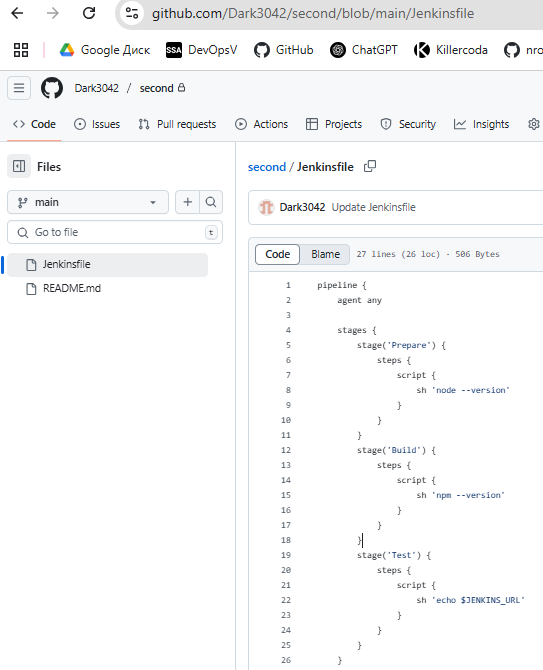 github.com/Dark3042/second/blob/main/Jenkinsfile
Google Диск SSA DevOpsV GitHub ChatGPT Killercoda nro
Dark3042 / second
Code Issues Pull requests Actions Projects Security Insights
Files
main
Go to file t
Jenkinsfile
README.md
second / Jenkinsfile
Dark3042 Update Jenkinsfile
Code Blame 27 lines (26 loc) · 506 Bytes
1 pipeline {
2 agent any
3
4 stages {
5 stage('Prepare') {
6 steps {
7 script {
8 sh 'node --version'
9 }
10 }
11 }
12 stage('Build') {
13 steps {
14 script {
15 sh 'npm --version'
16 }
17 }
18 }
19 stage('Test') {
20 steps {
21 script {
22 sh 'echo $JENKINS_URL'
23 }
24 }
25 }
26 }